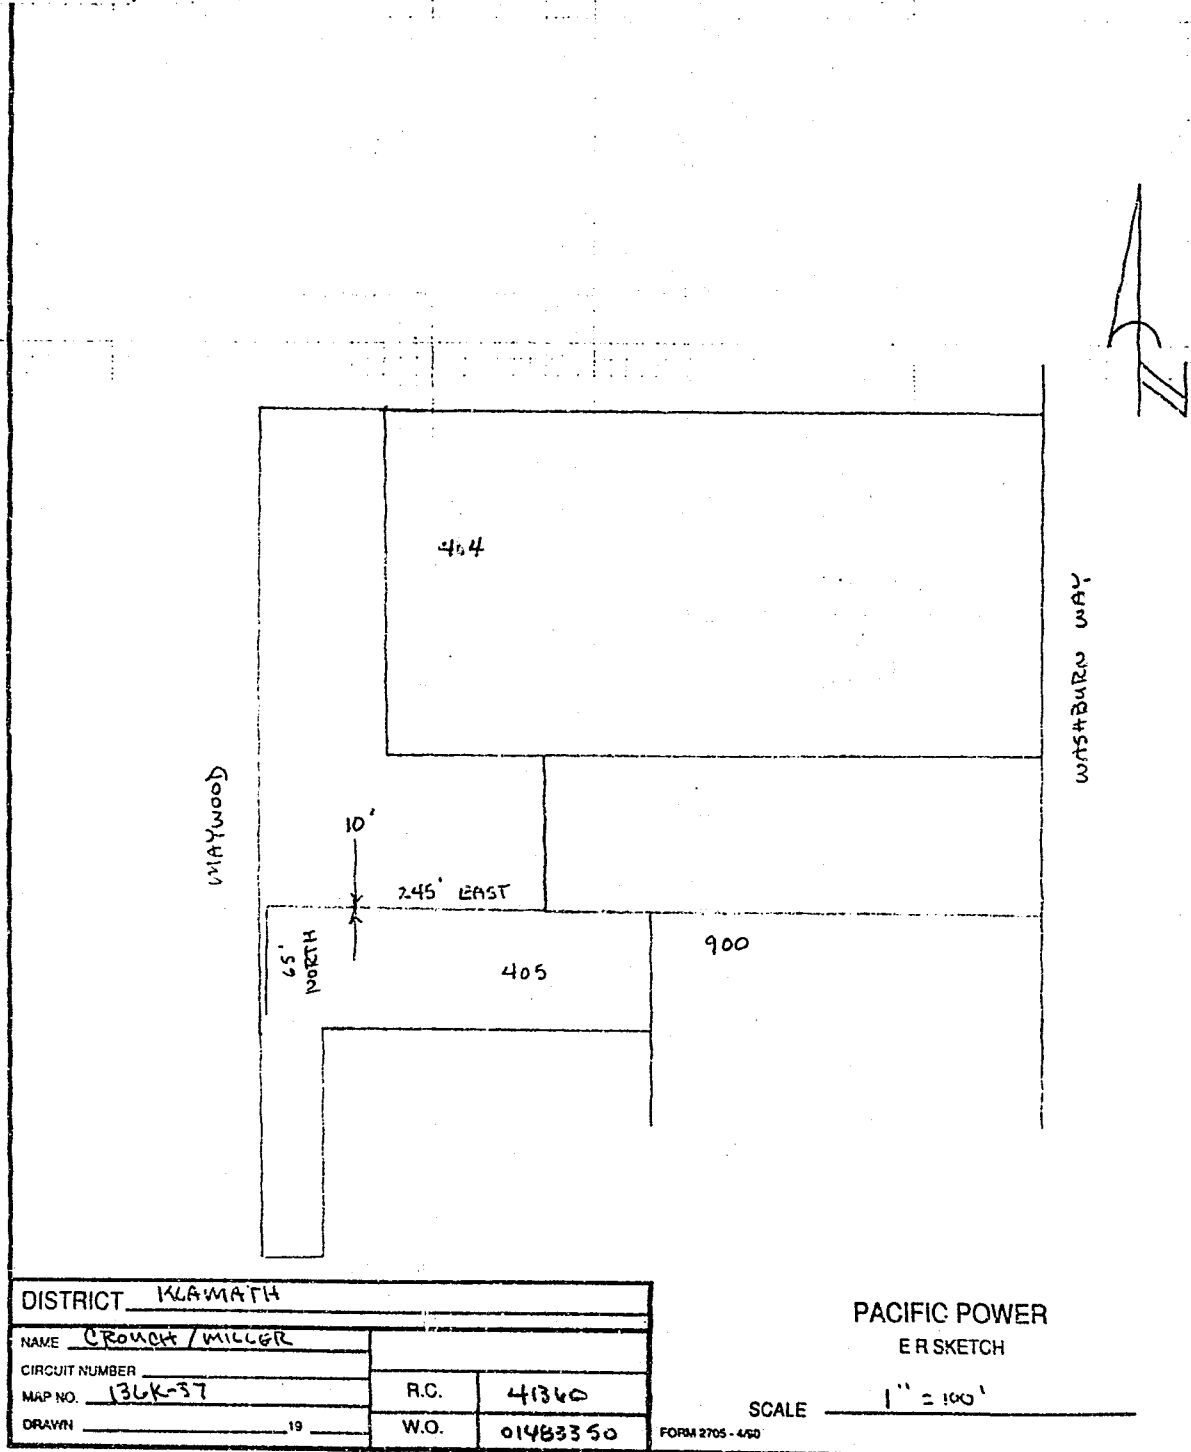 Z
404
WASHBURN WAY
MAYWOOD
10'
245' EAST
65'
NORTH
405
900
DISTRICT KLAMATH
NAME CROUCH / MILLER
CIRCUIT NUMBER
MAP NO. 136K-37
DRAWN 19
R.C. 41360
W.O. 01483350
PACIFIC POWER
E R SKETCH
SCALE 1" = 100'
FORM 2705 - 4/90